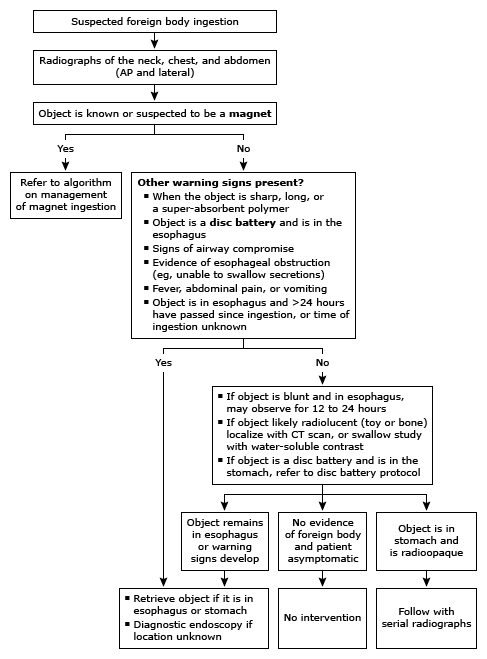 Suspected foreign body ingestion
Radiographs of the neck, chest, and abdomen
(AP and lateral)
Object is known or suspected to be a magnet
Yes
No
Refer to algorithm
on management
of magnet ingestion
Other warning signs present?
▪ When the object is sharp, long, or
a super-absorbent polymer
▪ Object is a disc battery and is in the
esophagus
▪ Signs of airway compromise
▪ Evidence of esophageal obstruction
(eg, unable to swallow secretions)
▪ Fever, abdominal pain, or vomiting
▪ Object is in esophagus and >24 hours
have passed since ingestion, or time of
ingestion unknown
Yes
No
▪ If object is blunt and in esophagus,
may observe for 12 to 24 hours
▪ If object likely radiolucent (toy or bone)
localize with CT scan, or swallow study
with water-soluble contrast
▪ If object is a disc battery and is in the
stomach, refer to disc battery protocol
Object remains
in esophagus
or warning
signs develop
No evidence
of foreign body
and patient
asymptomatic
Object is in
stomach and
is radioopaque
▪ Retrieve object if it is in
esophagus or stomach
▪ Diagnostic endoscopy if
location unknown
No intervention
Follow with
serial radiographs